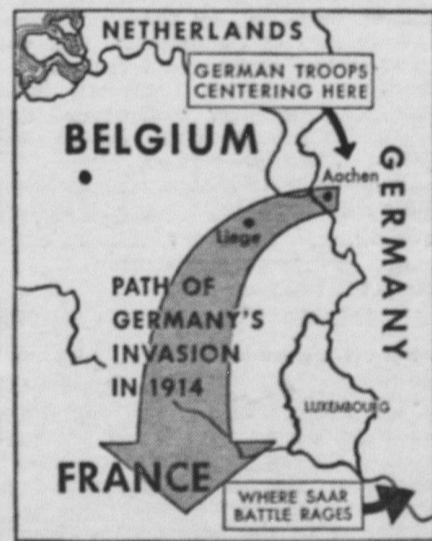 NETHERLANDS
GERMAN TROOPS
CENTERING HERE
BELGIUM
GERMANY
Aachen
Liege
PATH OF
GERMANY'S
INVASION
IN 1914
LUXEMBOURG
FRANCE
WHERE SAAR
BATTLE RAGES